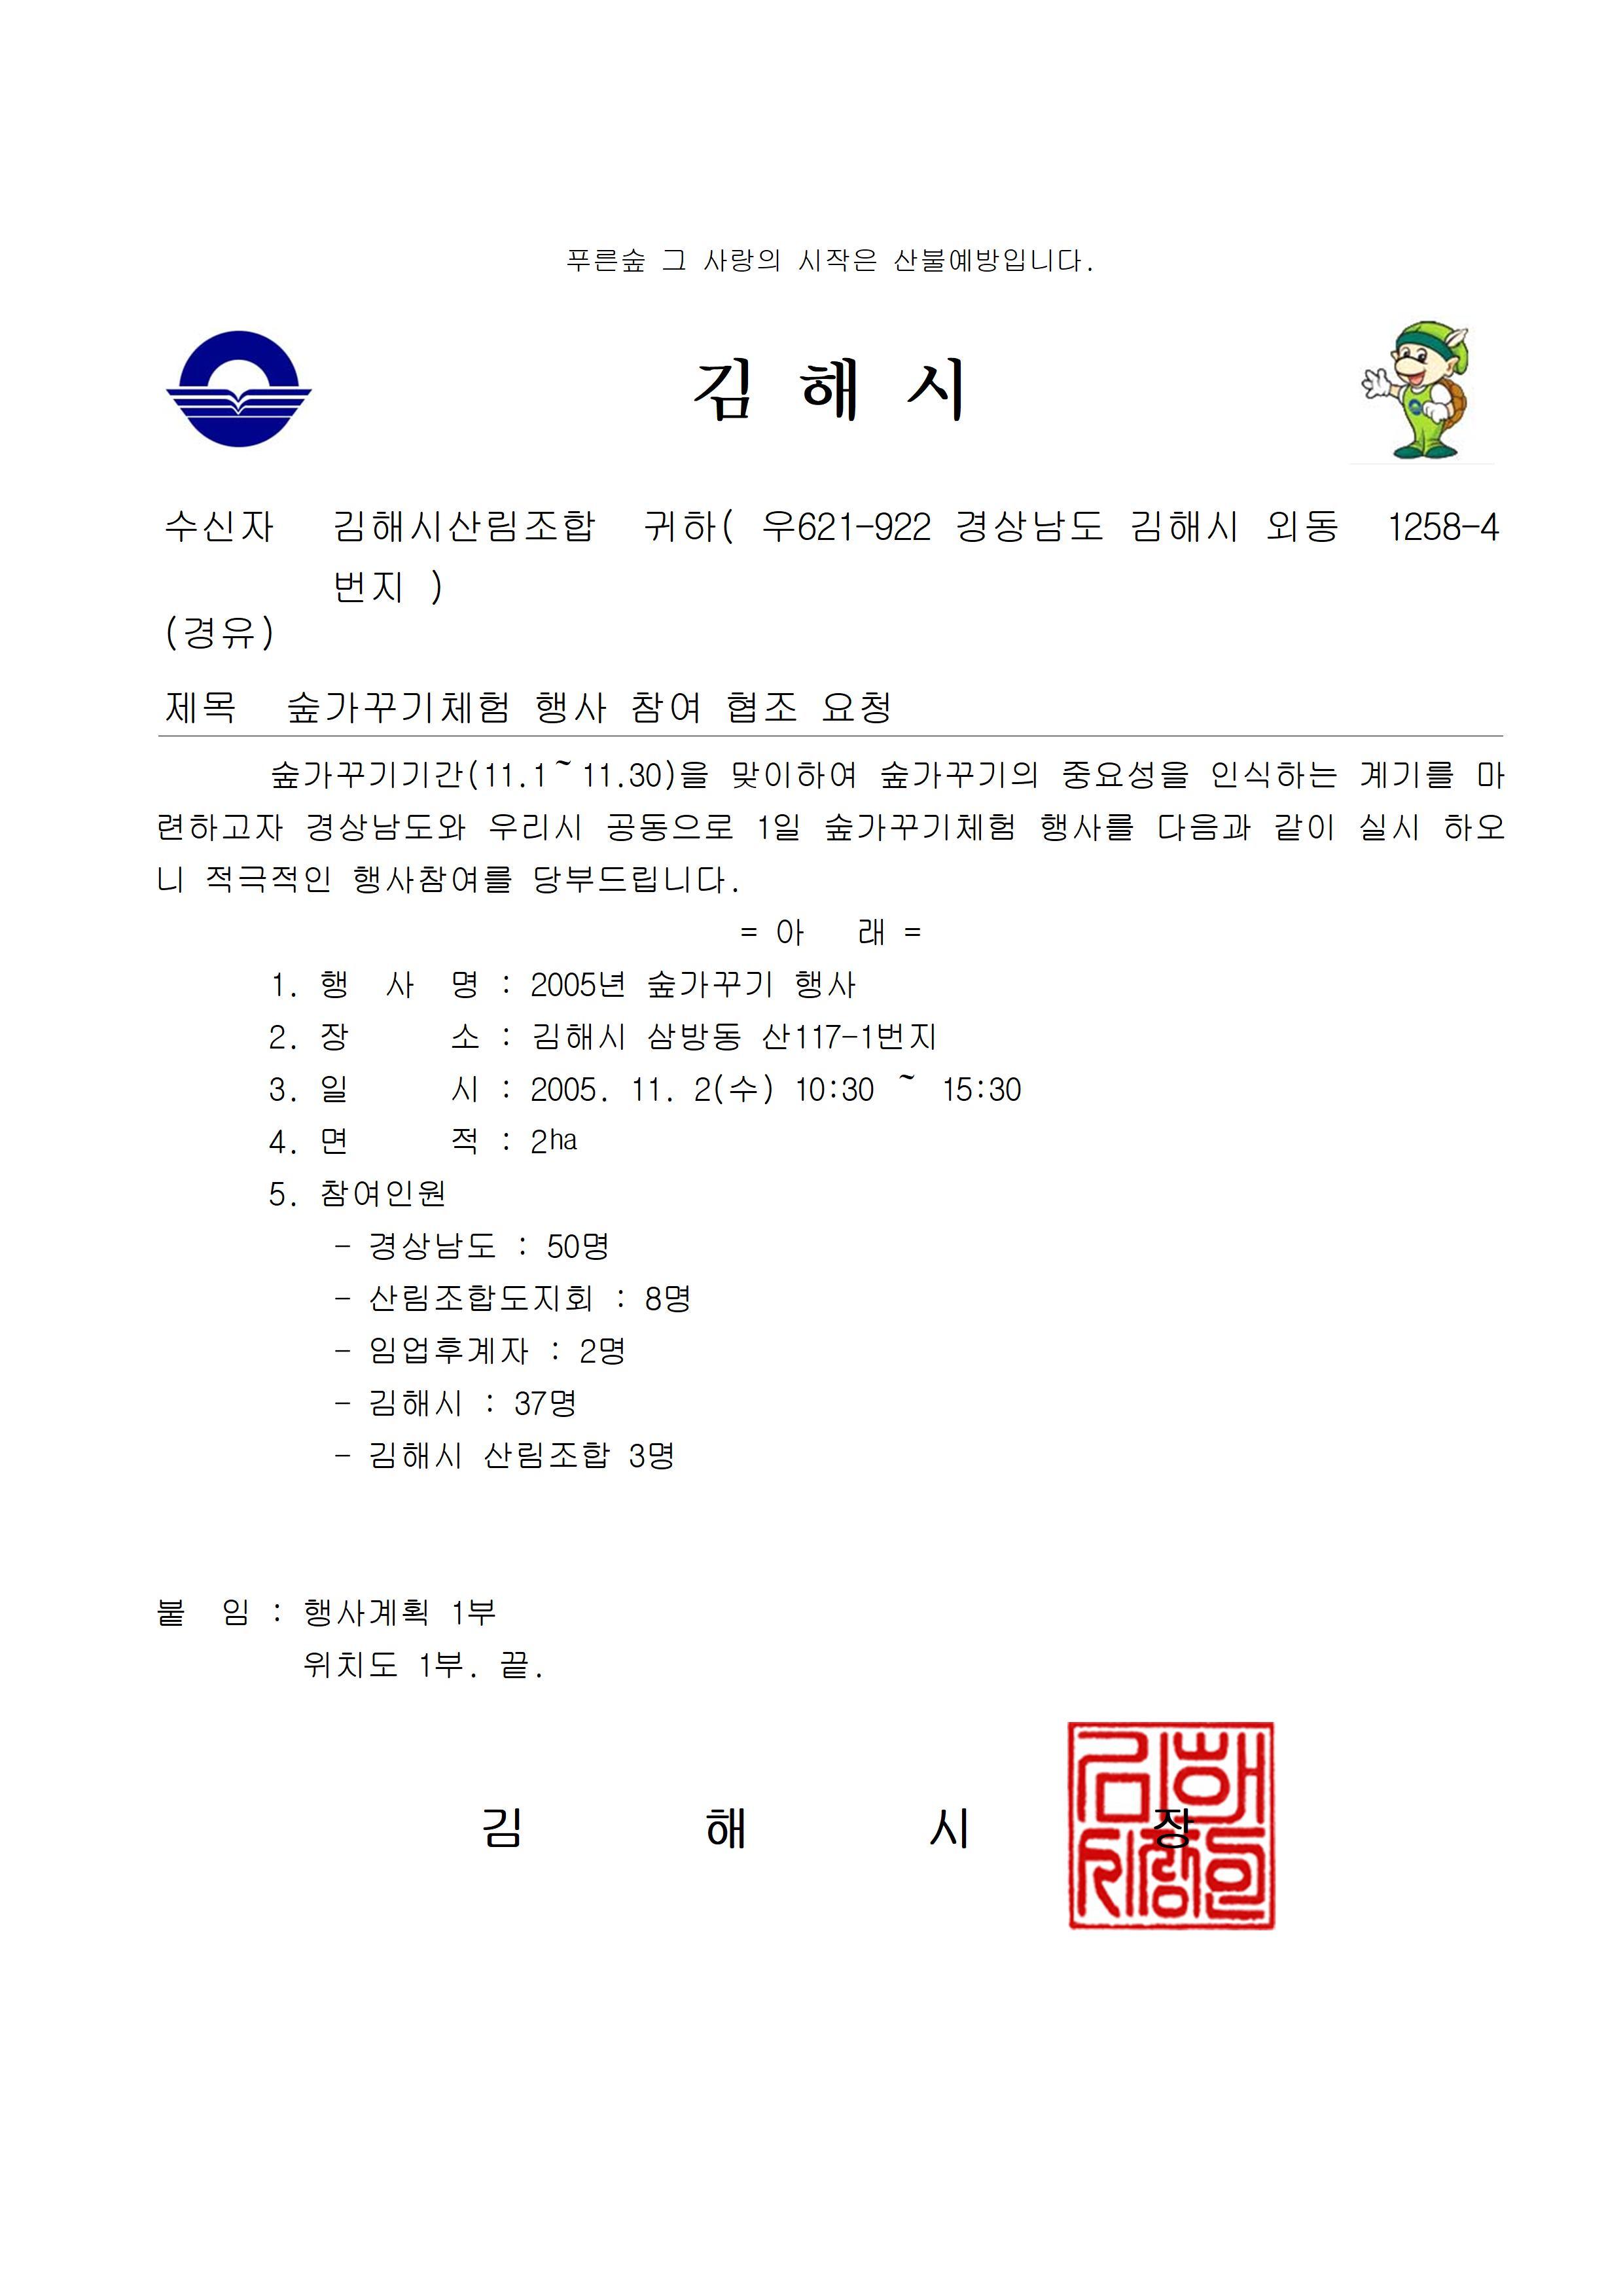 푸른숲 그 사랑의 시작은 산불예방입니다.
김 해 시
수신자 김해시산림조합 귀하( 우621-922 경상남도 김해시 외동 1258-4
번지 )
(경유)
제목 숲가꾸기체험 행사 참여 협조 요청
숲가꾸기기간(11.1~11.30)을 맞이하여 숲가꾸기의 중요성을 인식하는 계기를 마
련하고자 경상남도와 우리시 공동으로 1일 숲가꾸기체험 행사를 다음과 같이 실시 하오
니 적극적인 행사참여를 당부드립니다.
= 아 래 =
1. 행 사 명 : 2005년 숲가꾸기 행사
2. 장 소 : 김해시 삼방동 산117-1번지
3. 일 시 : 2005. 11. 2(수) 10:30 ~ 15:30
4. 면 적 : 2㏊
5. 참여인원
- 경상남도 : 50명
- 산림조합도지회 : 8명
- 임업후계자 : 2명
- 김해시 : 37명
- 김해시 산림조합 3명
붙 임 : 행사계획 1부
위치도 1부. 끝.
김 해 시 장
김해시장인